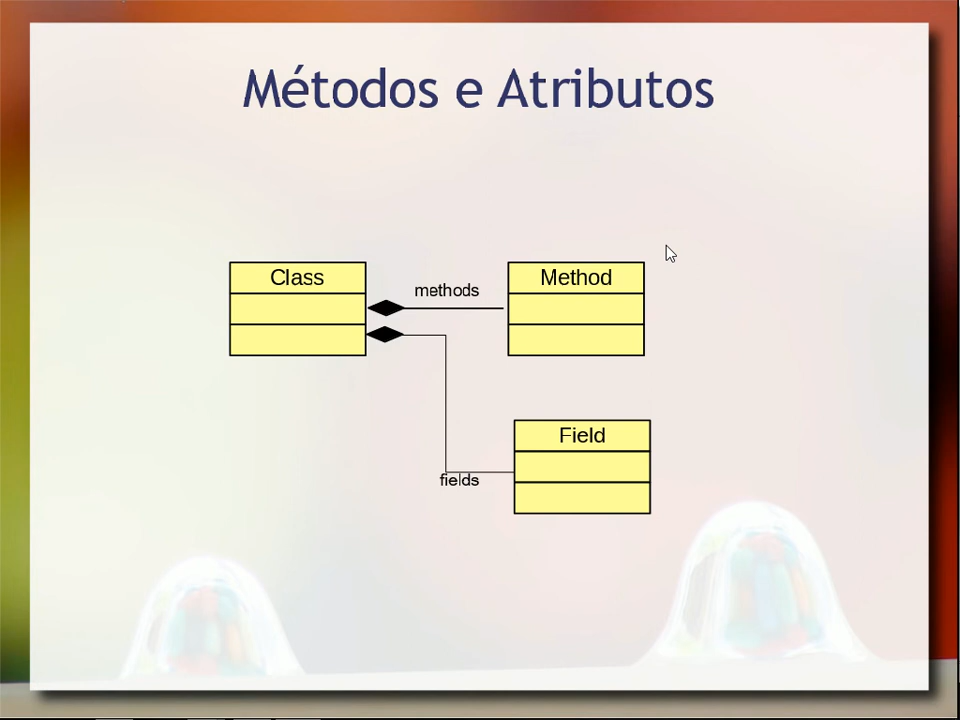 Métodos e Atributos
Class
methods
Method
Field
fields